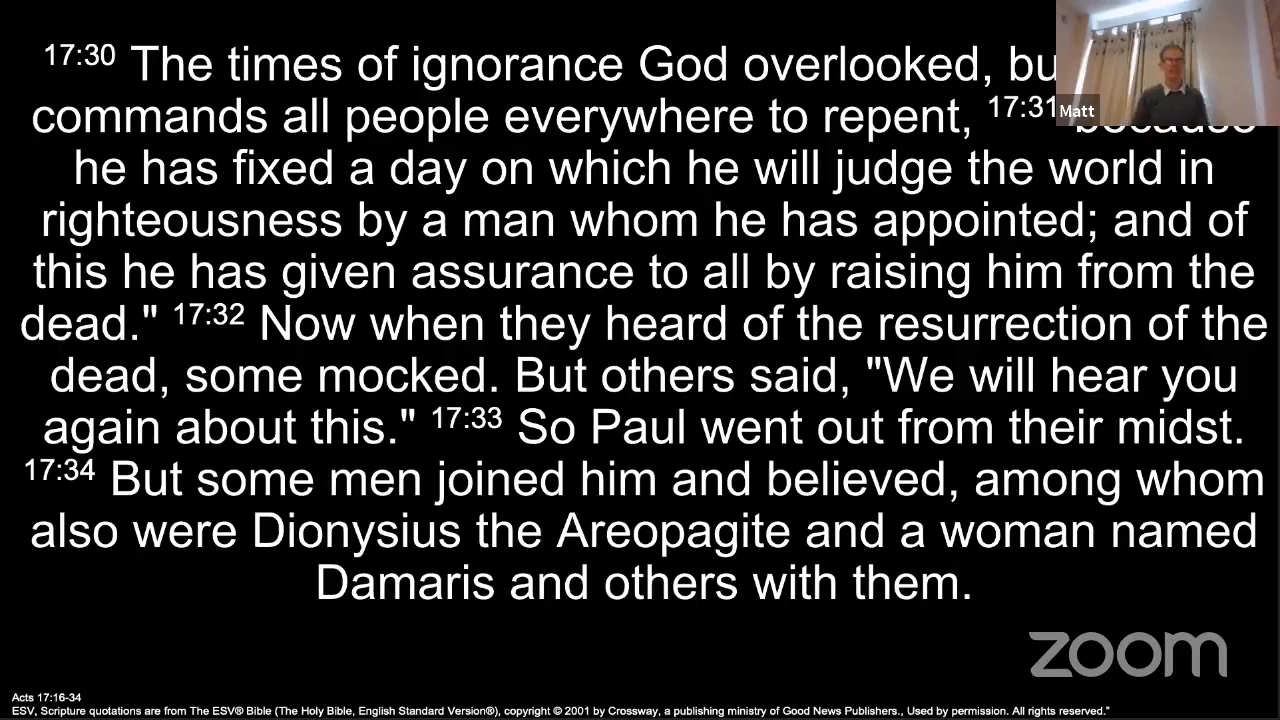 17:30 The times of ignorance God overlooked, bu
commands all people everywhere to repent, 17:31 because
he has fixed a day on which he will judge the world in
righteousness by a man whom he has appointed; and of
this he has given assurance to all by raising him from the
dead." 17:32 Now when they heard of the resurrection of the
dead, some mocked. But others said, "We will hear you
again about this." 17:33 So Paul went out from their midst.
17:34 But some men joined him and believed, among whom
also were Dionysius the Areopagite and a woman named
Damaris and others with them.
Matt
zoom
Acts 17:16-34
ESV, Scripture quotations are from The ESV® Bible (The Holy Bible, English Standard Version®), copyright © 2001 by Crossway, a publishing ministry of Good News Publishers., Used by permission. All rights reserved."